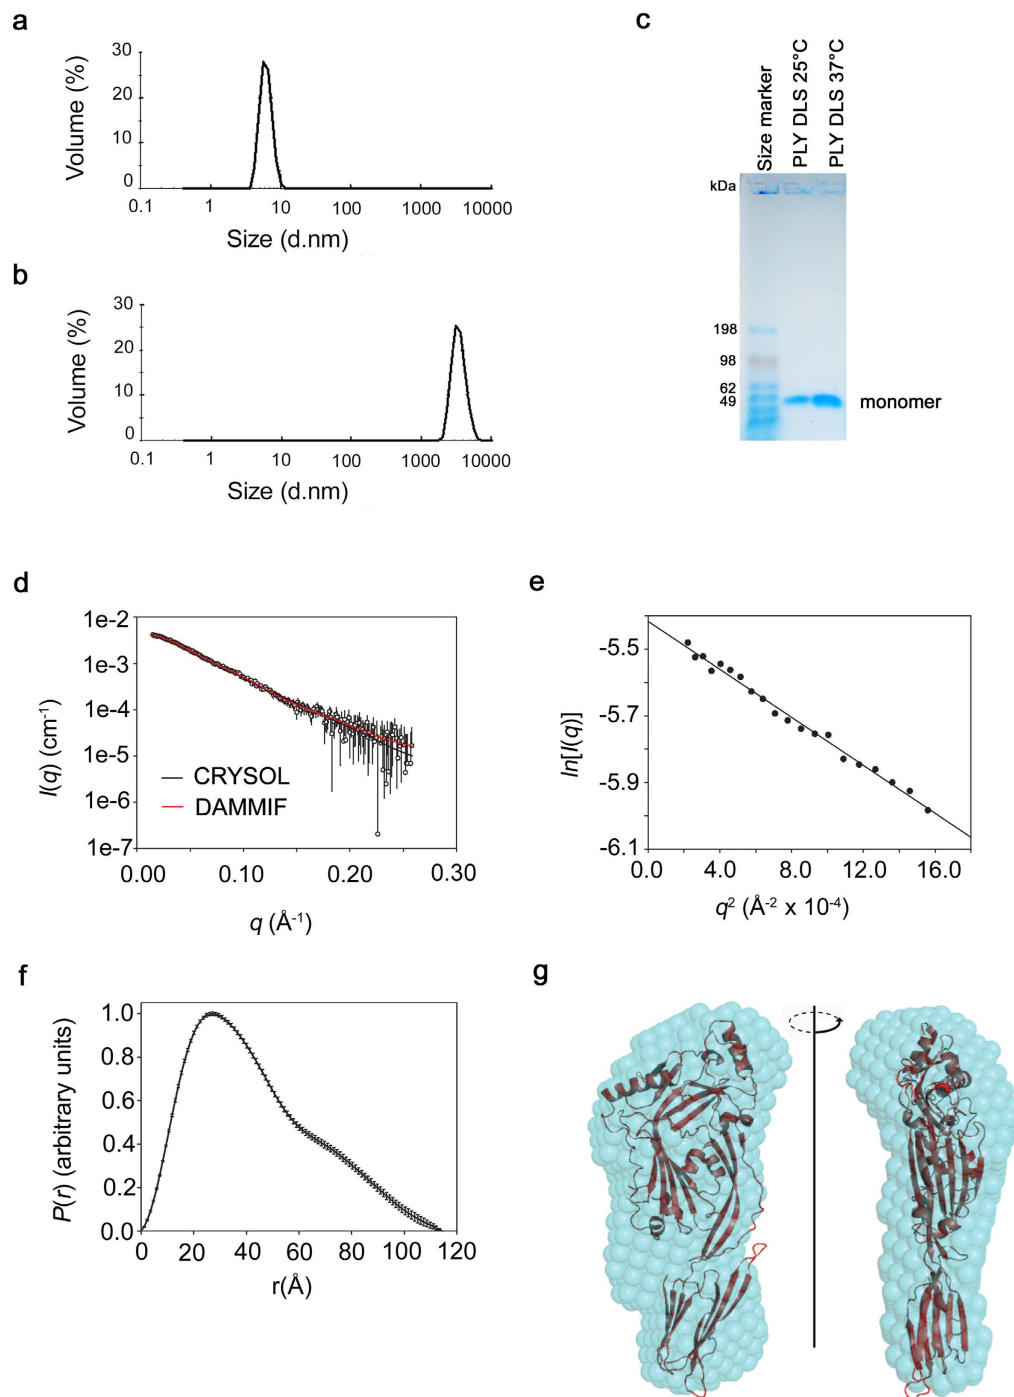 a
30
20
10
0
Volume (%)
0.1 1 10 100 1000 10000
Size (d.nm)
b
30
20
10
0
Volume (%)
0.1 1 10 100 1000 10000
Size (d.nm)
c
Size marker
PLY DLS 25°C
PLY DLS 37°C
kDa
198
98
62
49
monomer
d
1e-2
1e-3
1e-4
1e-5
1e-6
1e-7
I(q) (cm-1)
CRYSOL
DAMMIF
0.00 0.10 0.20 0.30
q (Å-1)
e
-5.5
-5.7
-5.9
-6.1
ln[I(q)]
0.0 4.0 8.0 12.0 16.0
q2 (Å-2 x 10-4)
f
1.0
0.8
0.6
0.4
0.2
0.0
P(r) (arbitrary units)
0 20 40 60 80 100 120
r(Å)
g